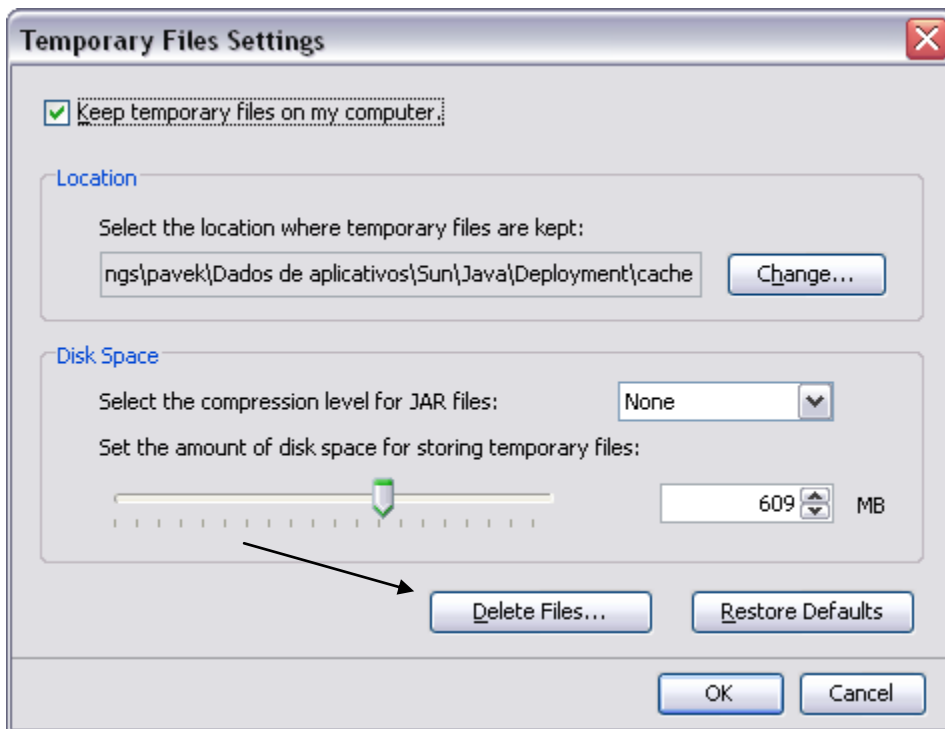 Temporary Files Settings
Keep temporary files on my computer.
Location
Select the location where temporary files are kept:
ngs\pavek\Dados de aplicativos\Sun\Java\Deployment\cache
Change...
Disk Space
Select the compression level for JAR files:
None
Set the amount of disk space for storing temporary files:
609 MB
Delete Files...
Restore Defaults
OK
Cancel